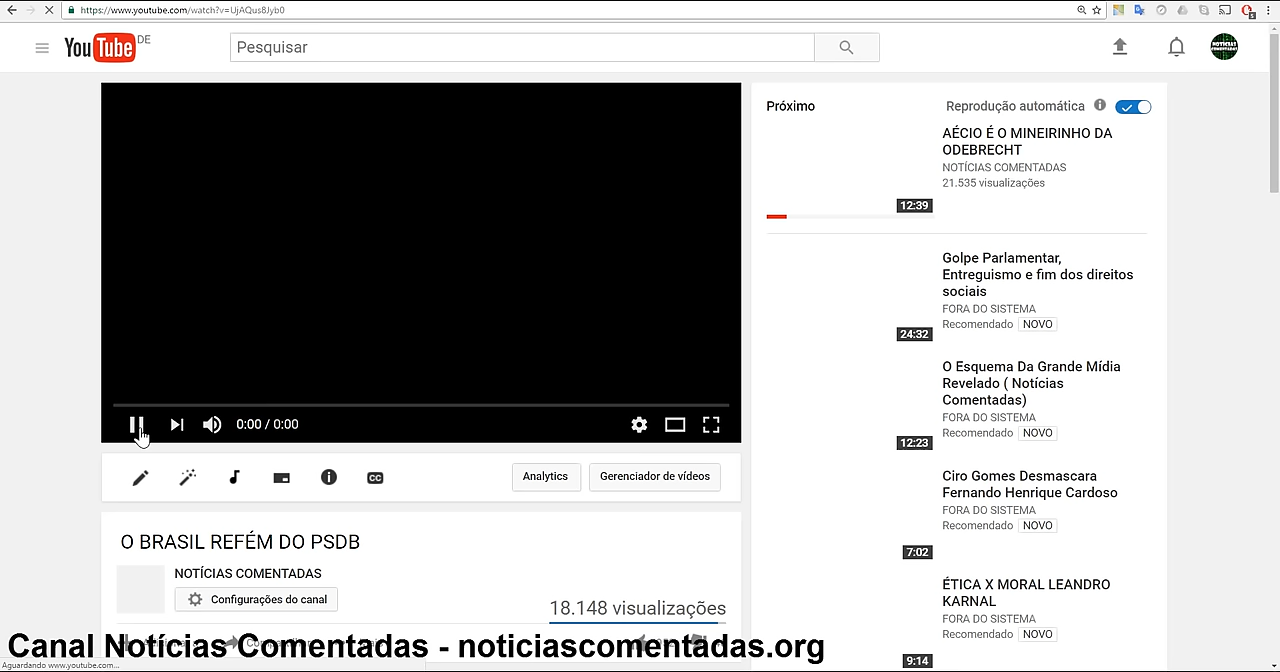 https://www.youtube.com/watch?v=UjAQus8Jyb0
YouTube DE
Pesquisar
NOTÍCIAS
COMENTADAS
Próximo
Reprodução automática
AÉCIO É O MINEIRINHO DA
ODEBRECHT
NOTÍCIAS COMENTADAS
21.535 visualizações
12:39
Golpe Parlamentar,
Entreguismo e fim dos direitos
sociais
FORA DO SISTEMA
Recomendado NOVO
24:32
O Esquema Da Grande Mídia
Revelado ( Notícias
Comentadas)
FORA DO SISTEMA
Recomendado NOVO
12:23
Ciro Gomes Desmascara
Fernando Henrique Cardoso
FORA DO SISTEMA
Recomendado NOVO
7:02
ÉTICA X MORAL LEANDRO
KARNAL
FORA DO SISTEMA
Recomendado NOVO
9:14
0:00 / 0:00
CC
Analytics
Gerenciador de vídeos
O BRASIL REFÉM DO PSDB
NOTÍCIAS COMENTADAS
Configurações do canal
18.148 visualizações
Canal Notícias Comentadas - noticiascomentadas.org
Aguardando www.youtube.com...